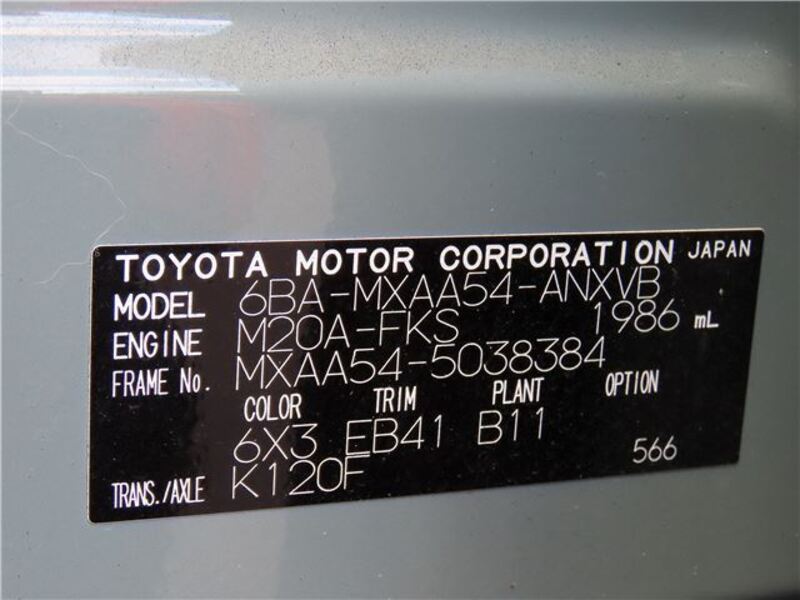 TOYOTA MOTOR CORPORATION JAPAN
MODEL 6BA-MXAA54-ANXVB
ENGINE M20A-FKS 1986 mL
FRAME No. MXAA54-5038384
COLOR TRIM PLANT OPTION
6X3 EB41 B11
TRANS./AXLE K120F 566